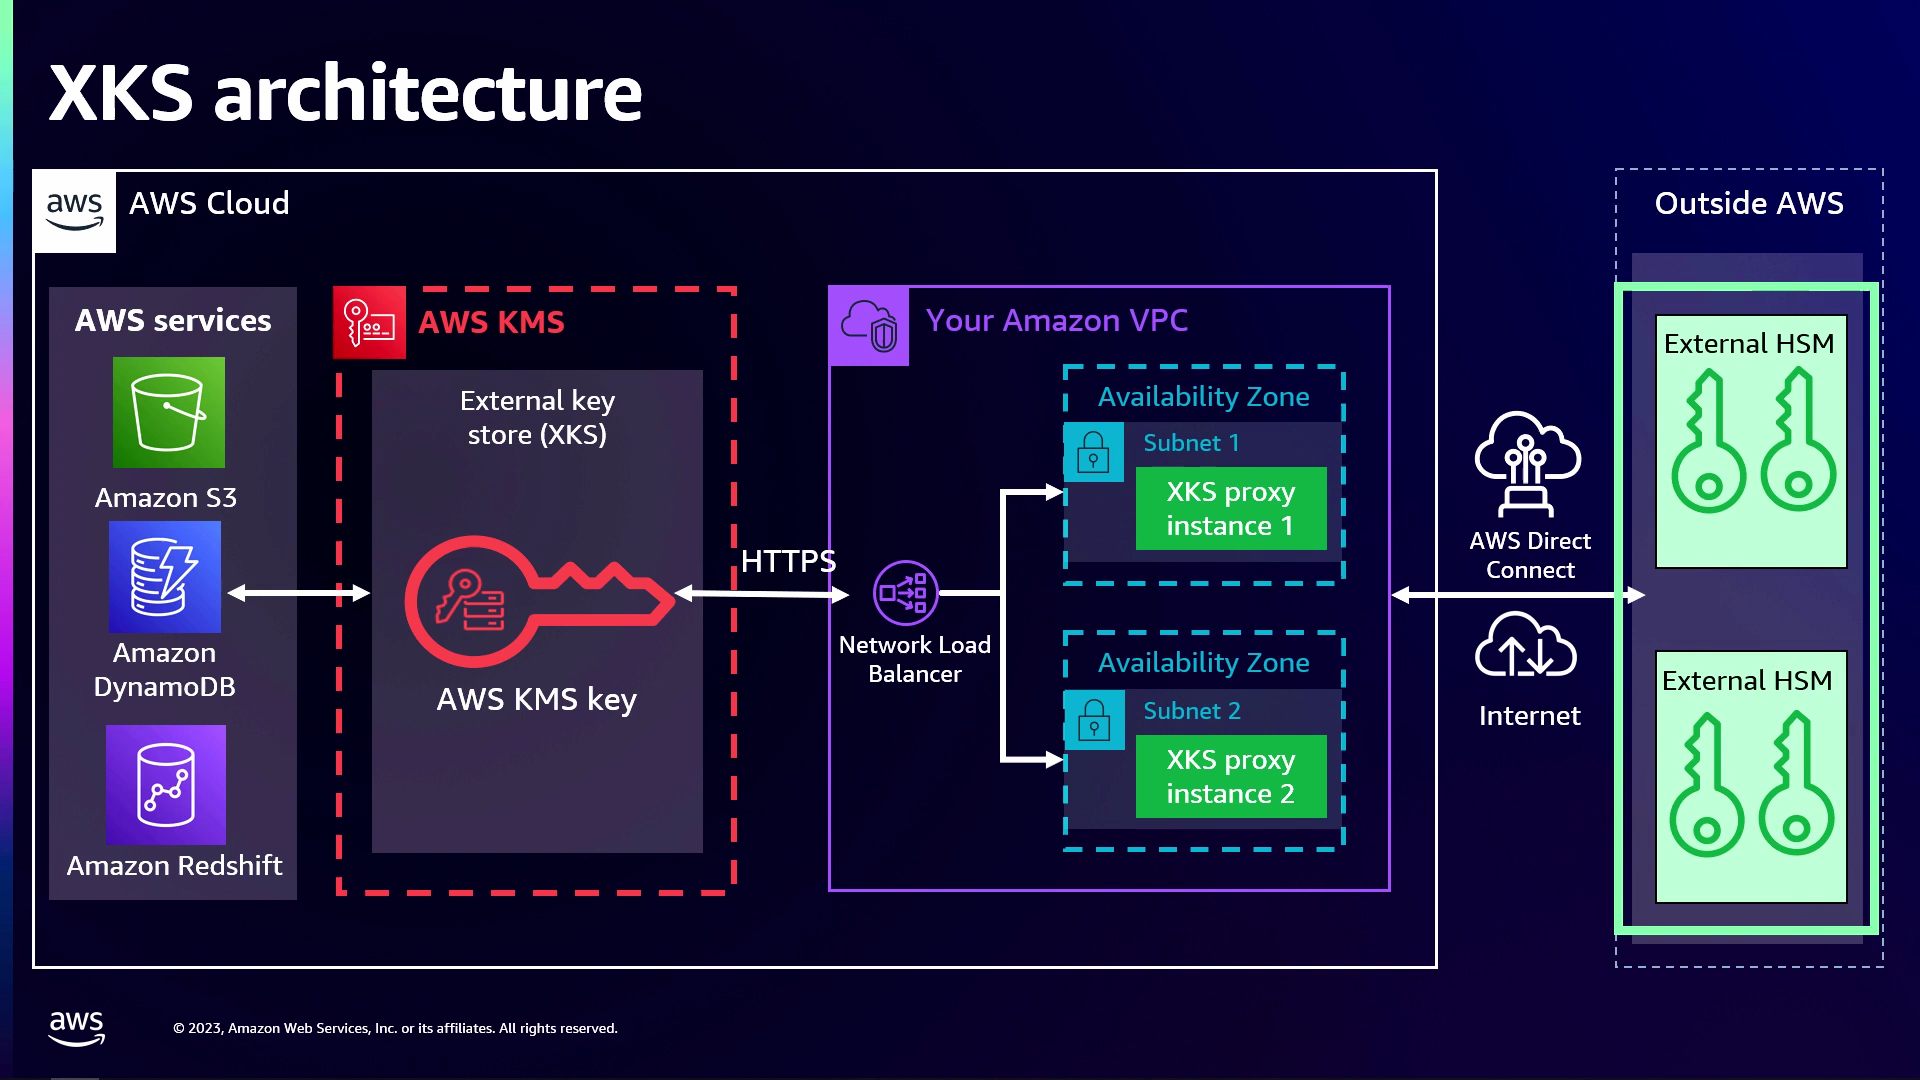 XKS architecture
aws
AWS Cloud
AWS services
Amazon S3
Amazon
DynamoDB
Amazon Redshift
AWS KMS
External key
store (XKS)
AWS KMS key
HTTPS
Your Amazon VPC
Network Load
Balancer
Availability Zone
Subnet 1
XKS proxy
instance 1
Availability Zone
Subnet 2
XKS proxy
instance 2
AWS Direct
Connect
Internet
Outside AWS
External HSM
External HSM
aws
© 2023, Amazon Web Services, Inc. or its affiliates. All rights reserved.